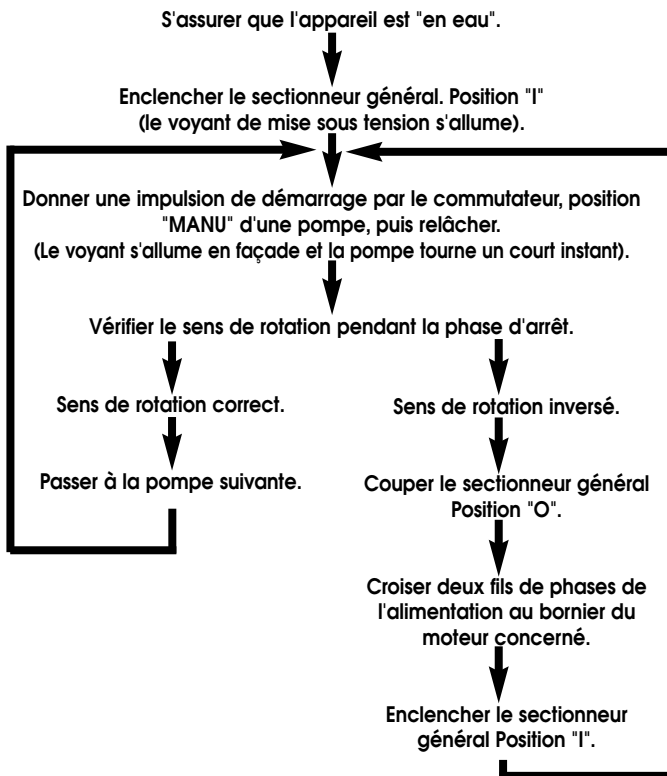 S'assurer que l'appareil est "en eau".
Enclencher le sectionneur général. Position "I"
(le voyant de mise sous tension s'allume).
Donner une impulsion de démarrage par le commutateur, position
"MANU" d'une pompe, puis relâcher.
(Le voyant s'allume en façade et la pompe tourne un court instant).
Vérifier le sens de rotation pendant la phase d'arrêt.
Sens de rotation correct.
Passer à la pompe suivante.
Sens de rotation inversé.
Couper le sectionneur général
Position "O".
Croiser deux fils de phases de
l'alimentation au bornier du
moteur concerné.
Enclencher le sectionneur
général Position "I".